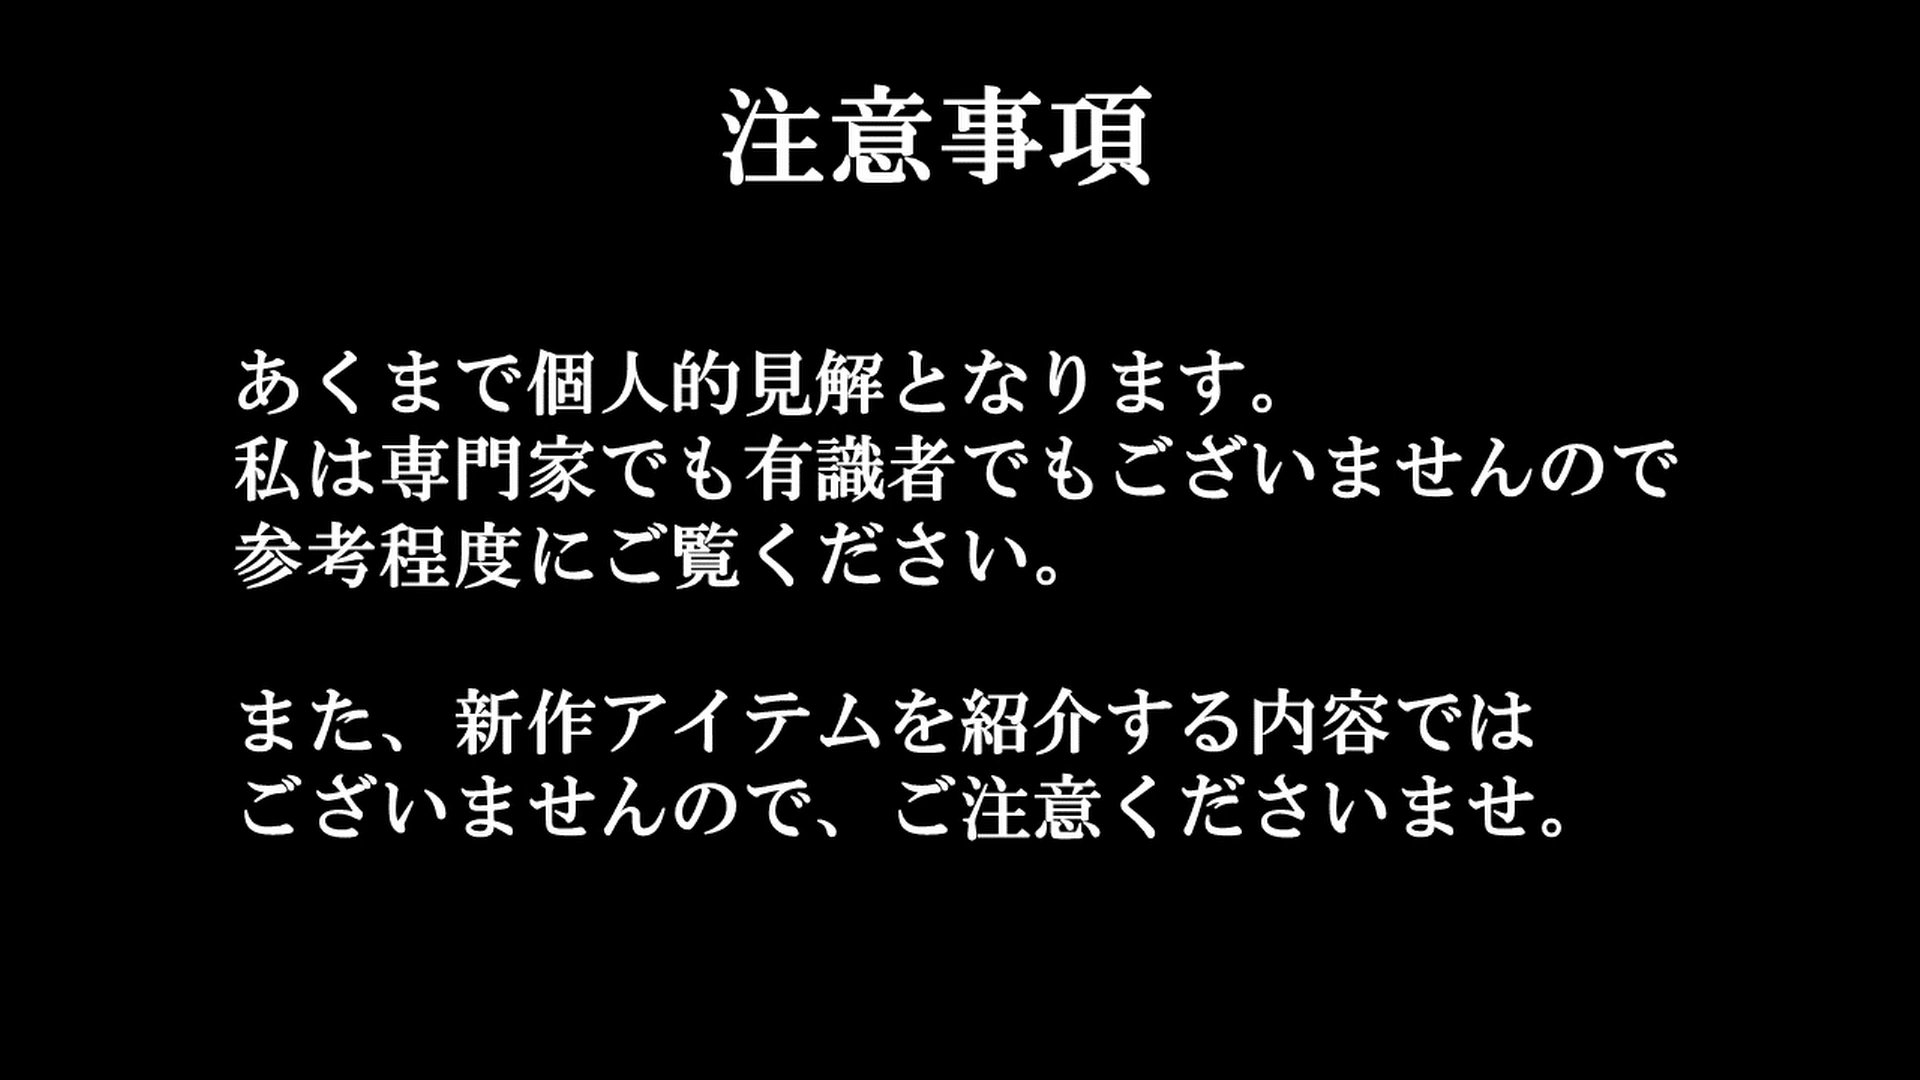 注意事項
あくまで個人的見解となります。
私は専門家でも有識者でもございませんので
参考程度にご覧ください。
また、新作アイテムを紹介する内容では
ございませんので、ご注意くださいませ。